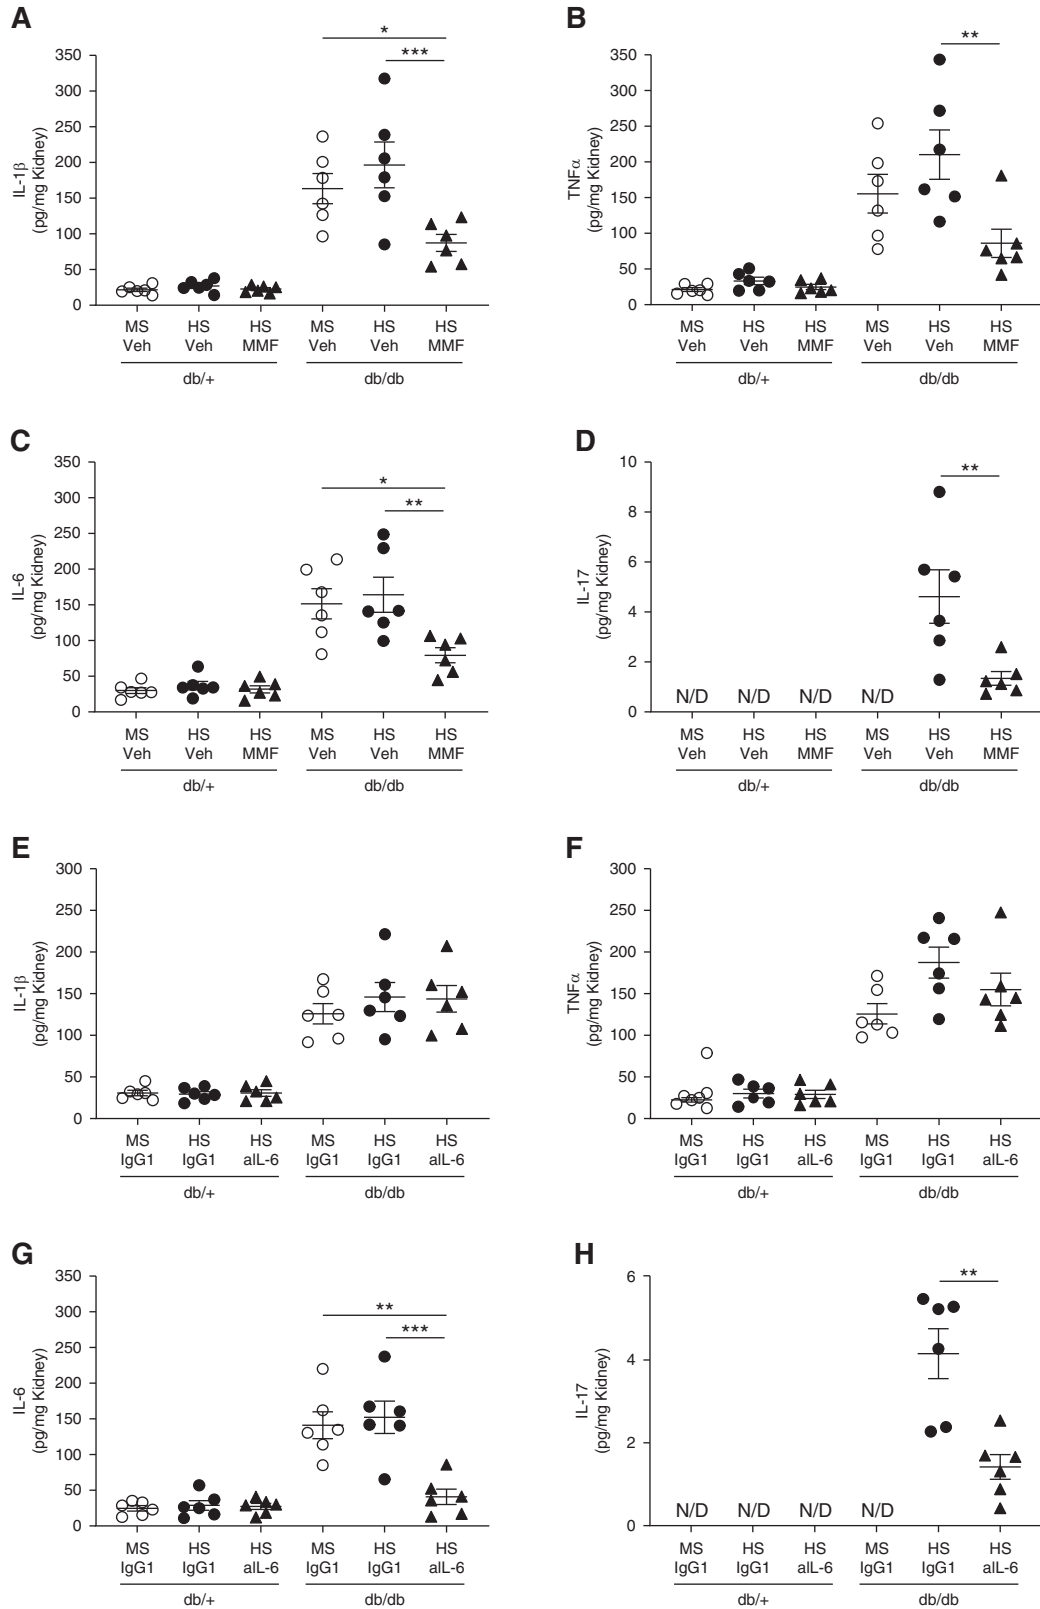 A
*
***
350
300
250
200
150
100
50
0
IL-1β
(pg/mg Kidney)
MS HS HS MS HS HS
Veh Veh MMF Veh Veh MMF
db/+ db/db
B
**
350
300
250
200
150
100
50
0
TNFα
(pg/mg Kidney)
MS HS HS MS HS HS
Veh Veh MMF Veh Veh MMF
db/+ db/db
C
*
**
350
300
250
200
150
100
50
0
IL-6
(pg/mg Kidney)
MS HS HS MS HS HS
Veh Veh MMF Veh Veh MMF
db/+ db/db
D
**
10
8
6
4
2
0
IL-17
(pg/mg Kidney)
N/D N/D N/D N/D
MS HS HS MS HS HS
Veh Veh MMF Veh Veh MMF
db/+ db/db
E
300
250
200
150
100
50
0
IL-1β
(pg/mg Kidney)
MS HS HS MS HS HS
IgG1 IgG1 aIL-6 IgG1 IgG1 aIL-6
db/+ db/db
F
300
250
200
150
100
50
0
TNFα
(pg/mg Kidney)
MS HS HS MS HS HS
IgG1 IgG1 aIL-6 IgG1 IgG1 aIL-6
db/+ db/db
G
**
***
350
300
250
200
150
100
50
0
IL-6
(pg/mg Kidney)
MS HS HS MS HS HS
IgG1 IgG1 aIL-6 IgG1 IgG1 aIL-6
db/+ db/db
H
**
6
4
2
0
IL-17
(pg/mg Kidney)
N/D N/D N/D N/D
MS HS HS MS HS HS
IgG1 IgG1 aIL-6 IgG1 IgG1 aIL-6
db/+ db/db